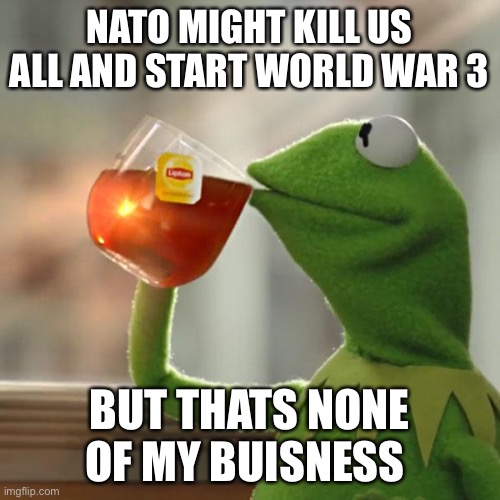 NATO MIGHT KILL US
ALL AND START WORLD WAR 3
Lipton
BUT THATS NONE
OF MY BUISNESS
imgflip.com